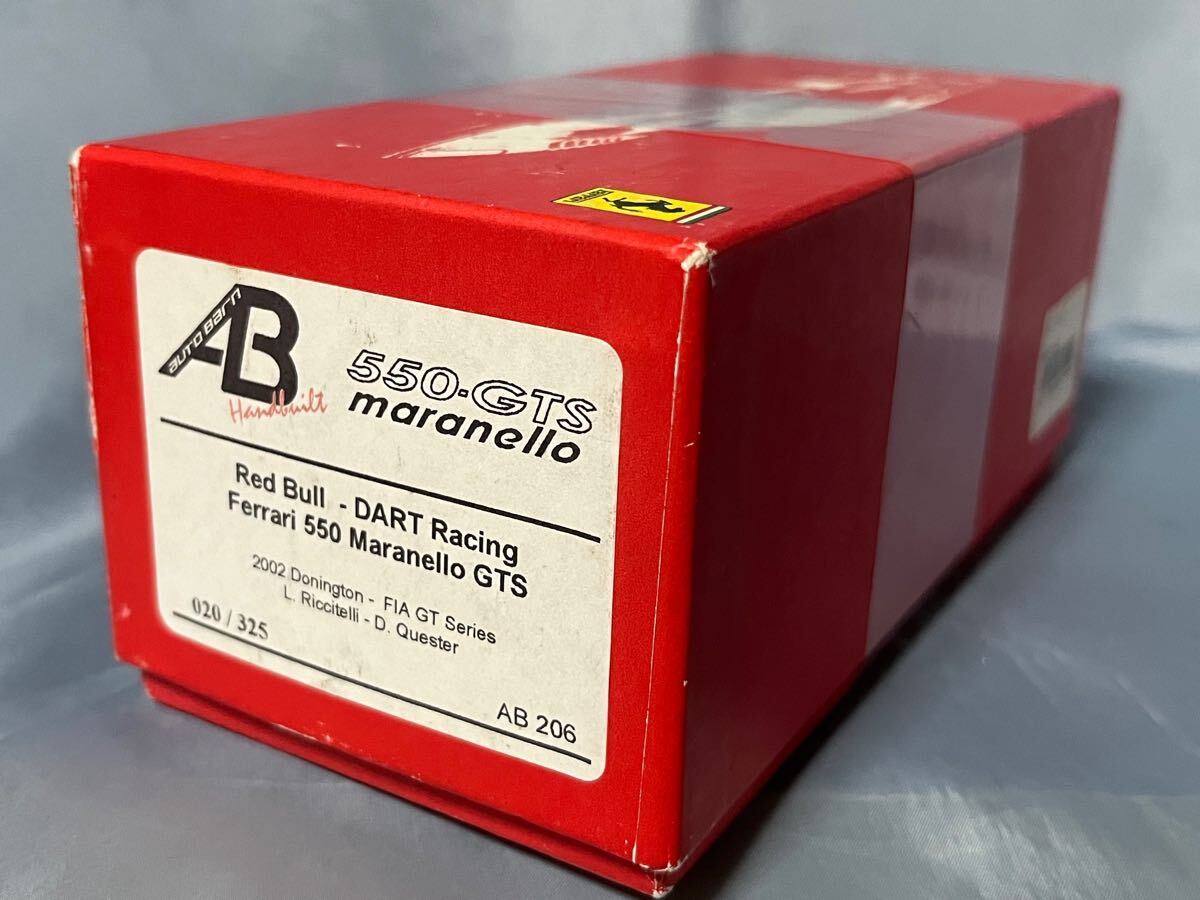 auto barn
AB
Handbuilt
550-GTS
maranello
Red Bull - DART Racing
Ferrari 550 Maranello GTS
2002 Donington - FIA GT Series
L. Riccitelli - D. Quester
020 / 325
AB 206
Ferrari